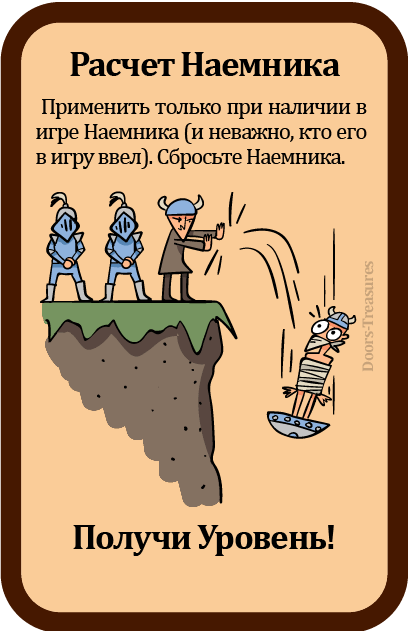 Расчет Наемника
Применить только при наличии в
игре Наемника (и неважно, кто его
в игру ввел). Сбросьте Наемника.
Doors-Treasures
Получи Уровень!